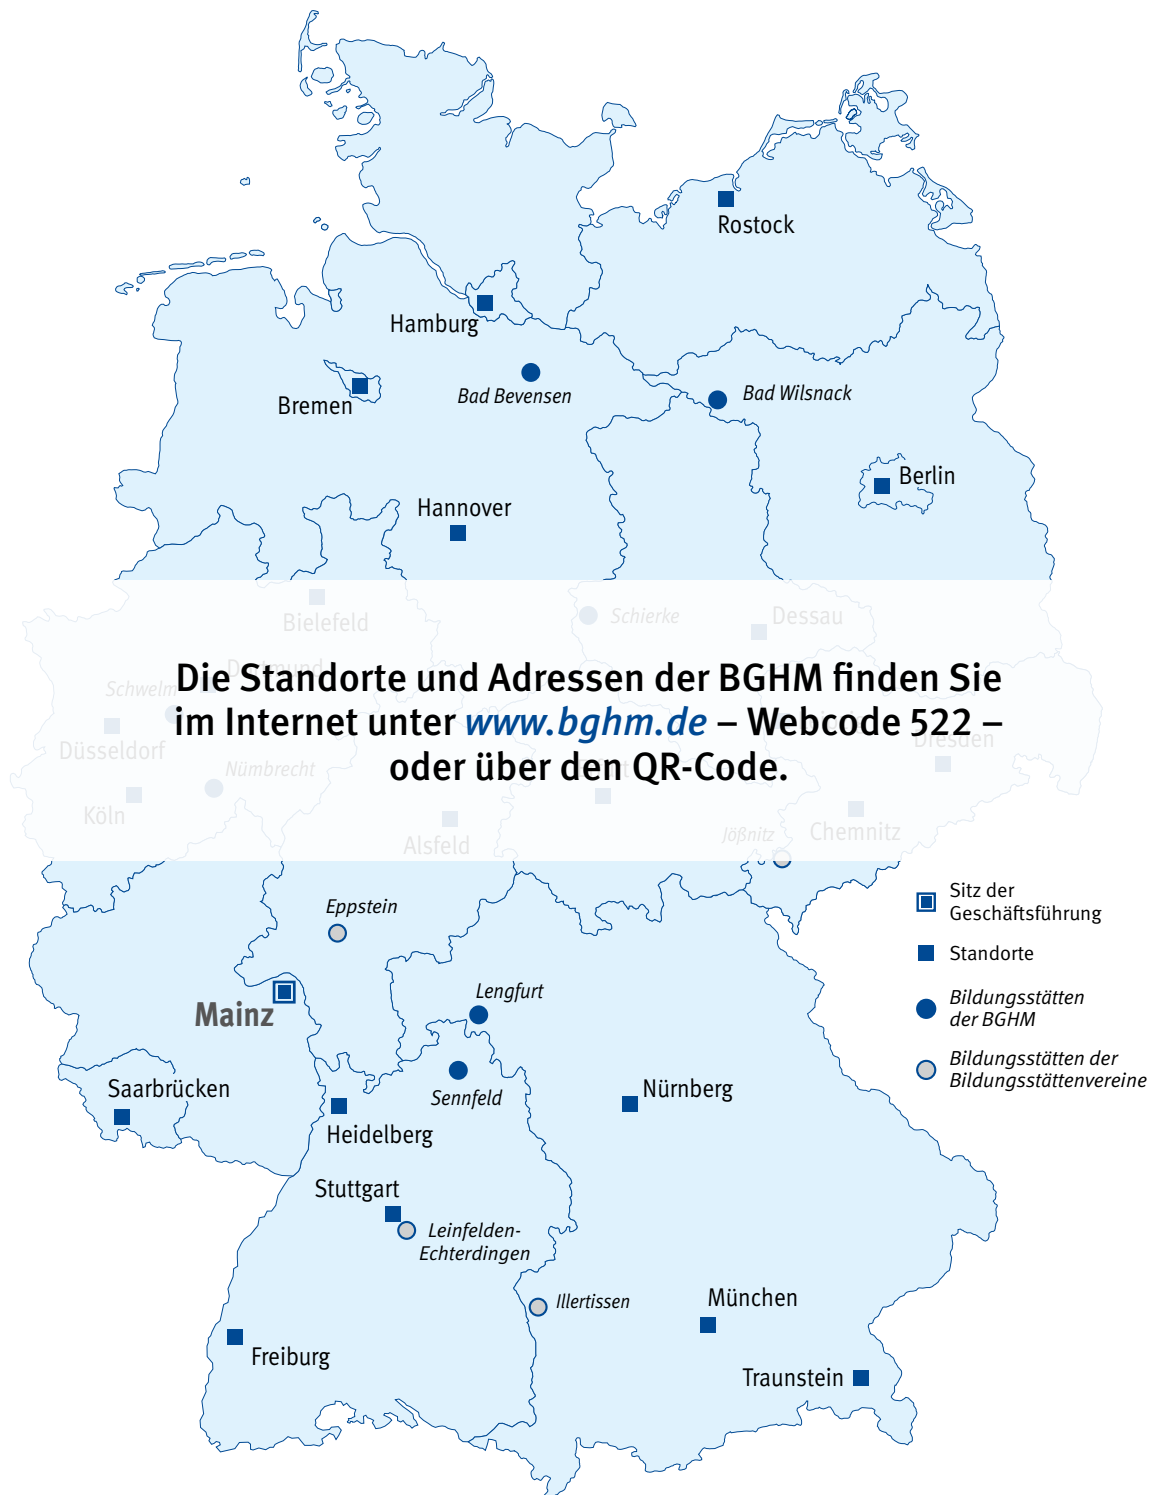 Rostock
Hamburg
Bad Bevensen
Bad Wilsnack
Bremen
Berlin
Hannover
Bielefeld
Schierke
Dessau
Dortmund
Schwelm
Die Standorte und Adressen der BGHM finden Sie
im Internet unter www.bghm.de – Webcode 522 –
oder über den QR-Code.
Düsseldorf
Dresden
Nümbrecht
Köln
Alsfeld
Jößnitz
Chemnitz
Eppstein
Sitz der
Geschäftsführung
Standorte
Lengfurt
Bildungsstätten
der BGHM
Mainz
Bildungsstätten der
Bildungsstättenvereine
Saarbrücken
Sennfeld
Nürnberg
Heidelberg
Stuttgart
Leinfelden-
Echterdingen
Illertissen
München
Freiburg
Traunstein